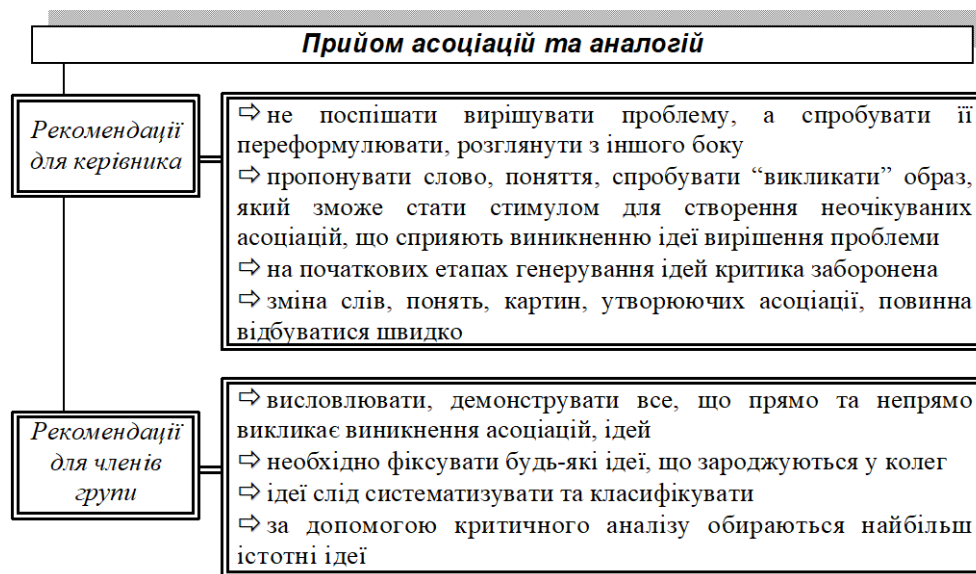 Прийом асоціацій та аналогій
Рекомендації
для керівника
⇨ не поспішати вирішувати проблему, а спробувати її
переформулювати, розглянути з іншого боку
⇨ пропонувати слово, поняття, спробувати “викликати” образ,
який зможе стати стимулом для створення неочікуваних
асоціацій, що сприяють виникненню ідеї вирішення проблеми
⇨ на початкових етапах генерування ідей критика заборонена
⇨ зміна слів, понять, картин, утворюючих асоціації, повинна
відбуватися швидко
Рекомендації
для членів
групи
⇨ висловлювати, демонструвати все, що прямо та непрямо
викликає виникнення асоціацій, ідей
⇨ необхідно фіксувати будь-які ідеї, що зароджуються у колег
⇨ ідеї слід систематизувати та класифікувати
⇨ за допомогою критичного аналізу обираються найбільш
істотні ідеї